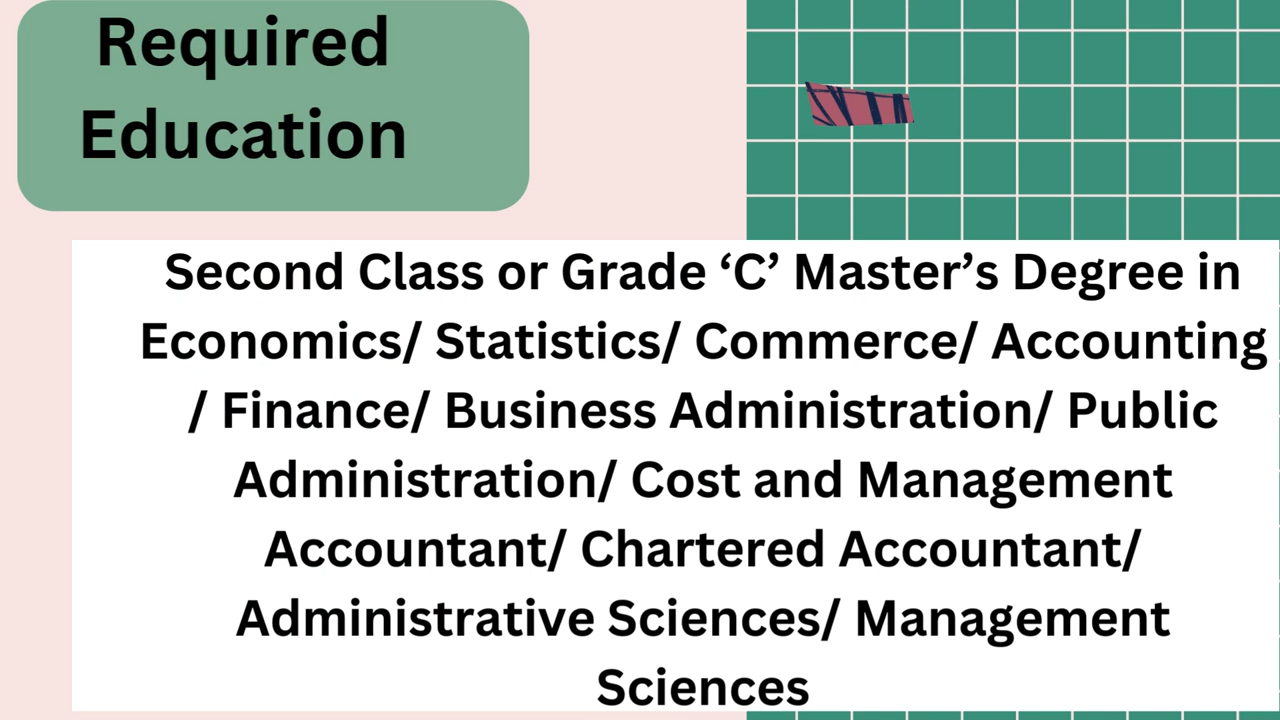 Required
Education
Second Class or Grade ‘C’ Master’s Degree in
Economics/ Statistics/ Commerce/ Accounting
/ Finance/ Business Administration/ Public
Administration/ Cost and Management
Accountant/ Chartered Accountant/
Administrative Sciences/ Management
Sciences